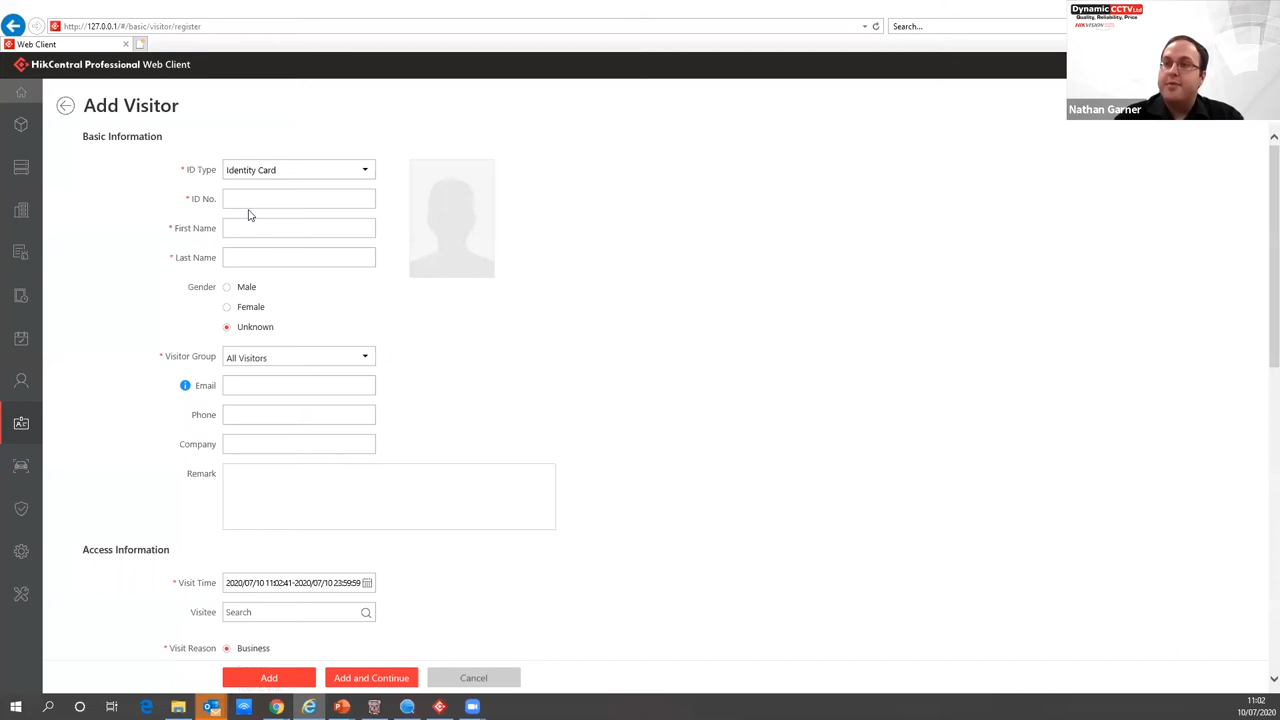 http://127.0.0.1/#/basic/visitor/register
Search...
Web Client
HikCentral Professional Web Client
Dynamic CCTV Ltd
Quality, Reliability, Price
HIKVISION
Nathan Garner
Add Visitor
Basic Information
* ID Type
Identity Card
* ID No.
* First Name
* Last Name
Gender
Male
Female
Unknown
* Visitor Group
All Visitors
Email
Phone
Company
Remark
Access Information
* Visit Time
2020/07/10 11:02:41-2020/07/10 23:59:59
Visitee
Search
* Visit Reason
Business
Add
Add and Continue
Cancel
11:02
10/07/2020